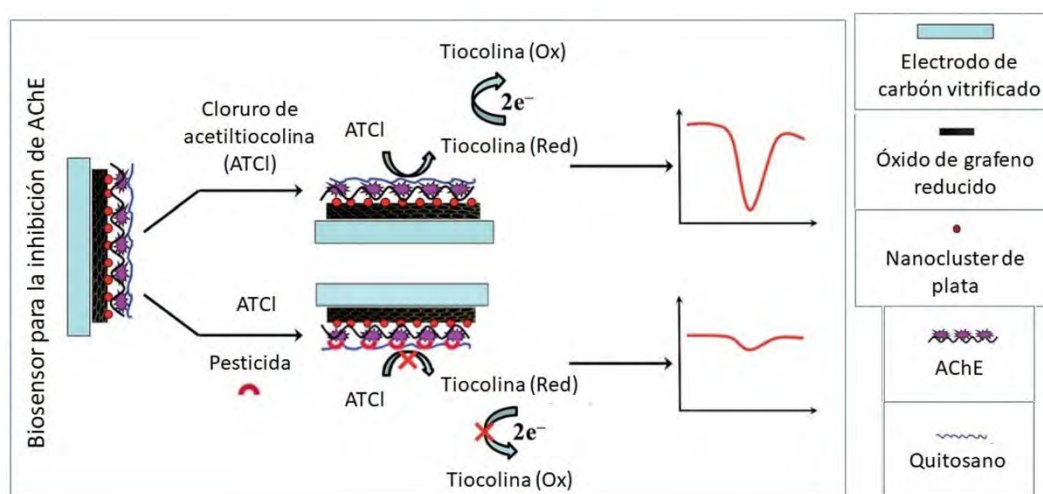 Biosensor para la inhibición de AChE
Cloruro de
acetiltiocolina
(ATCl)
ATCl
Tiocolina (Ox)
2e⁻
Tiocolina (Red)
ATCl
Pesticida
ATCl
Tiocolina (Red)
2e⁻
Tiocolina (Ox)
Electrodo de
carbón vitrificado
Óxido de grafeno
reducido
Nanocluster de
plata
AChE
Quitosano